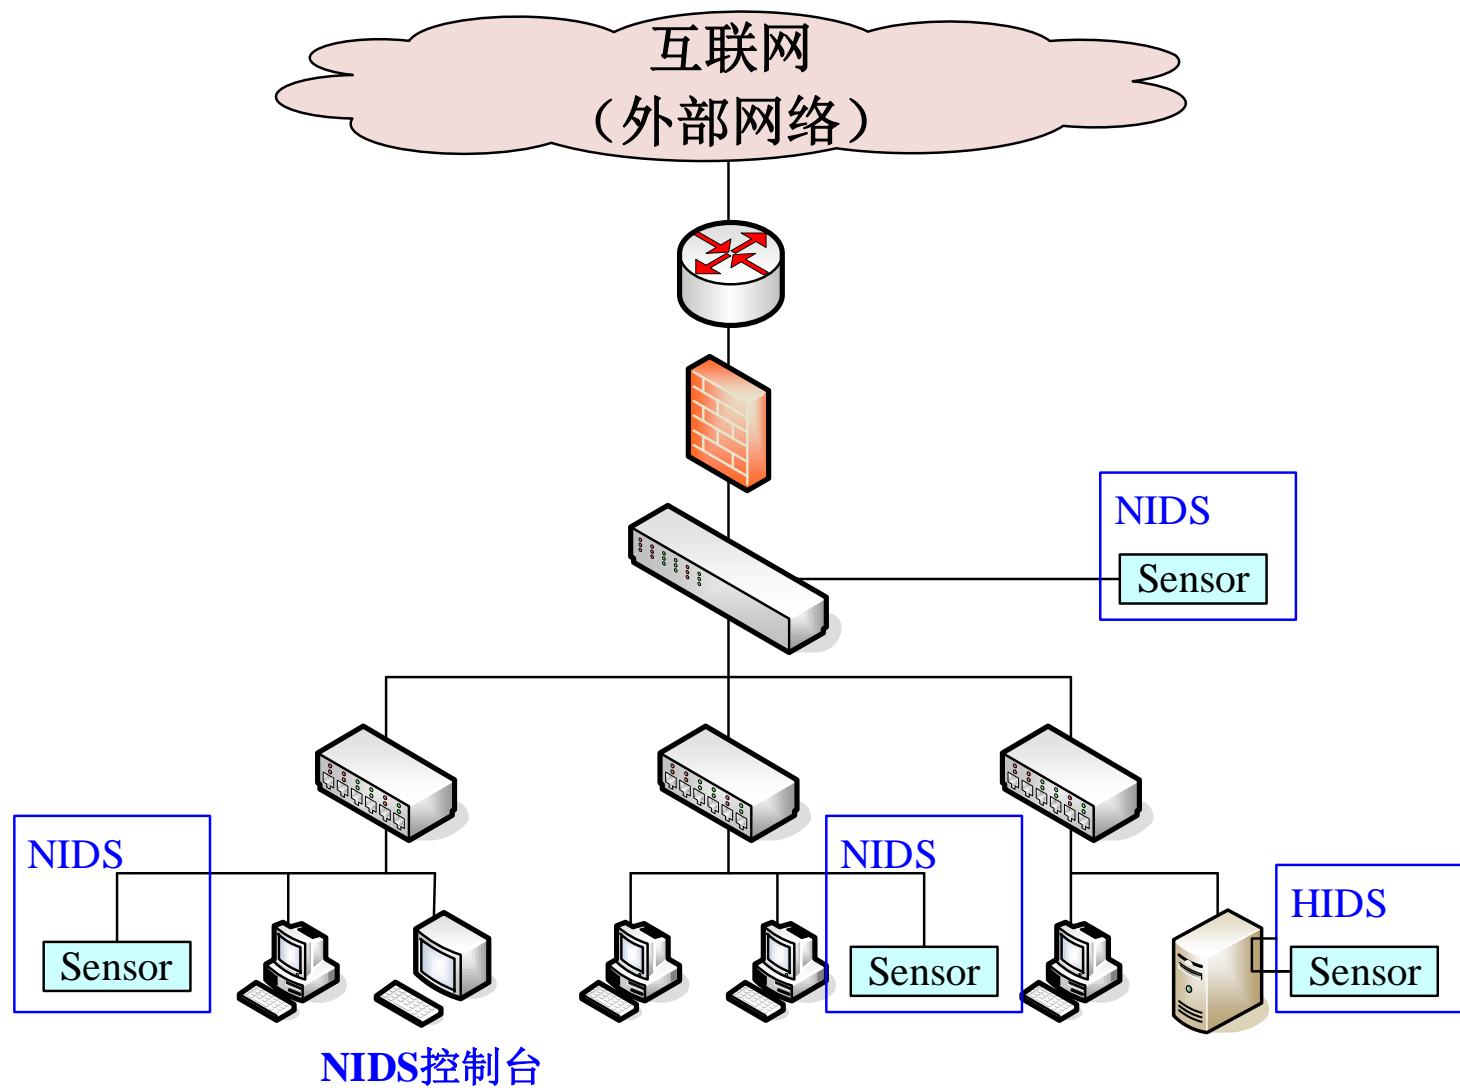 互联网
（外部网络）
NIDS
Sensor
NIDS
Sensor
NIDS
Sensor
HIDS
Sensor
NIDS控制台